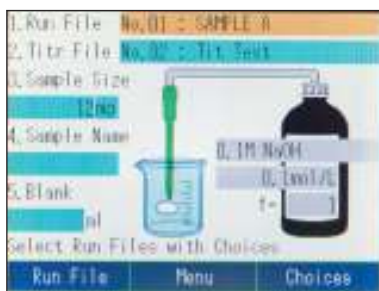 1.Run File No.01 : SAMPLE A
2.Titr File No.02 : Tit Test
3.Sample Size
12mg
4.Sample Name
0.1M NaOH
0.1mol/L
5.Blank
f= 1
ml
Select Run Files with Choices
Run File Menu Choices